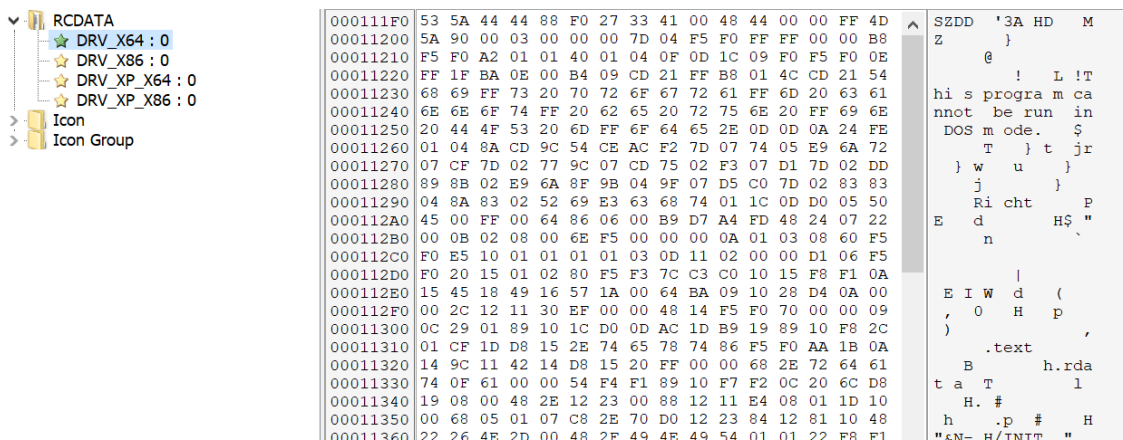 RCDATA
DRV_X64 : 0
DRV_X86 : 0
DRV_XP_X64 : 0
DRV_XP_X86 : 0
Icon
Icon Group
000111F0 53 5A 44 44 88 F0 27 33 41 00 48 44 00 00 FF 4D SZDD '3A HD M
00011200 5A 90 00 03 00 00 00 7D 04 F5 F0 FF FF 00 00 B8 Z }
00011210 F5 F0 A2 01 01 40 01 04 0F 0D 1C 09 F0 F5 F0 0E @
00011220 FF 1F BA 0E 00 B4 09 CD 21 FF B8 01 4C CD 21 54 ! L !T
00011230 68 69 FF 73 20 70 72 6F 67 72 61 FF 6D 20 63 61 hi s progra m ca
00011240 6E 6E 6F 74 FF 20 62 65 20 72 75 6E 20 FF 69 6E nnot be run in
00011250 20 44 4F 53 20 6D FF 6F 64 65 2E 0D 0D 0A 24 FE DOS m ode. $
00011260 01 04 8A CD 9C 54 CE AC F2 7D 07 74 05 E9 6A 72 T } t jr
00011270 07 CF 7D 02 77 9C 07 CD 75 02 F3 07 D1 7D 02 DD } w u }
00011280 89 8B 02 E9 6A 8F 9B 04 9F 07 D5 C0 7D 02 83 83 j }
00011290 04 8A 83 02 52 69 E3 63 68 74 01 1C 0D D0 05 50 Ri cht P
000112A0 45 00 FF 00 64 86 06 00 B9 D7 A4 FD 48 24 07 22 E d H$ "
000112B0 00 0B 02 08 00 6E F5 00 00 00 0A 01 03 08 60 F5 n `
000112C0 F0 E5 10 01 01 01 01 03 0D 11 02 00 00 D1 06 F5
000112D0 F0 20 15 01 02 80 F5 F3 7C C3 C0 10 15 F8 F1 0A |
000112E0 15 45 18 49 16 57 1A 00 64 BA 09 10 28 D4 0A 00 E I W d (
000112F0 00 2C 12 11 30 EF 00 00 48 14 F5 F0 70 00 00 09 , 0 H p
00011300 0C 29 01 89 10 1C D0 0D AC 1D B9 19 89 10 F8 2C ) ,
00011310 01 CF 1D D8 15 2E 74 65 78 74 86 F5 F0 AA 1B 0A .text
00011320 14 9C 11 42 14 D8 15 20 FF 00 00 68 2E 72 64 61 B h.rda
00011330 74 0F 61 00 00 54 F4 F1 89 10 F7 F2 0C 20 6C D8 t a T l
00011340 19 08 00 48 2E 12 23 00 88 12 11 E4 08 01 1D 10 H. #
00011350 00 68 05 01 07 C8 2E 70 D0 12 23 84 12 81 10 48 h .p # H
00011360 22 26 4E 2D 00 48 2F 49 4E 49 54 01 01 22 F8 F1 "&N- H/INIT "